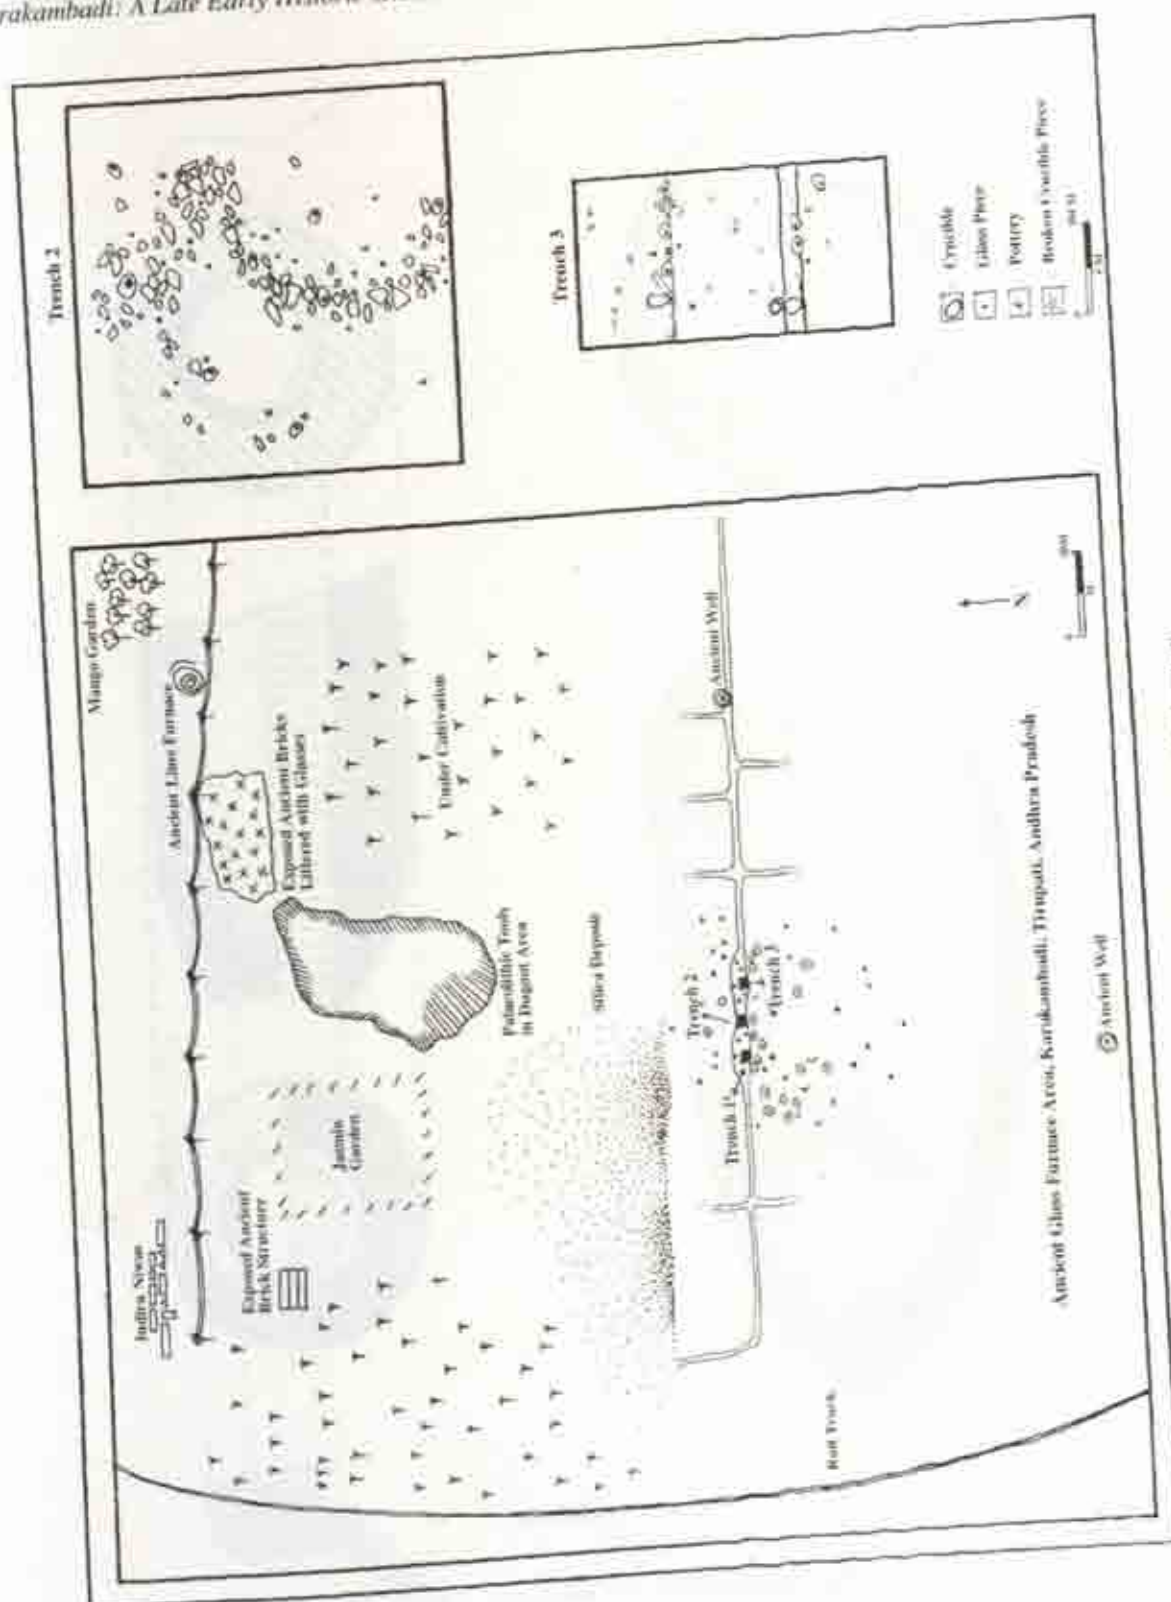 Karakambadi: A Late Early Historic
Trench 2
Trench 3
Crucible
Glass Piece
Pottery
Broken Crucible Piece
Mango Garden
Ancient Lime Furnace
Exposed Ancient Bricks
Littered with Glasses
Under Cultivation
Indira Niwas
Exposed Ancient
Brick Structure
Jasmin
Garden
Palaeolithic Tools
in Dugout Area
Silica Deposit
Ancient Well
Trench 2
Trench 1
Trench 3
N
Rail Track
Ancient Well
Ancient Glass Furnace Area, Karakambadi: Tirupati, Andhra Pradesh